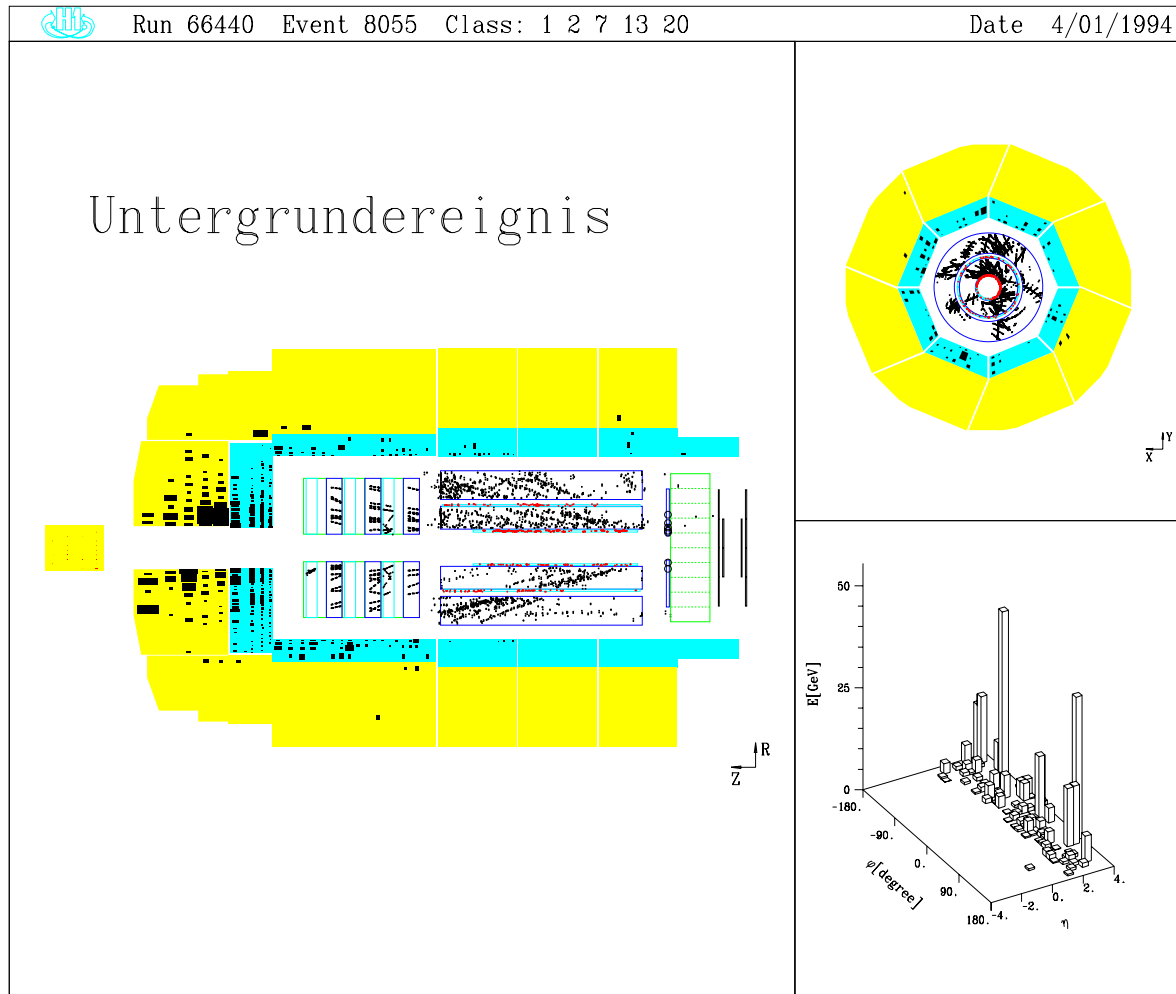 H1 Run 66440 Event 8055 Class: 1 2 7 13 20 Date 4/01/1994
Untergrundereignis
R
Z
Y
X
E[GeV]
50
25
0
-180.
-90.
0.
90.
180.
φ[degree]
-4.
-2.
0.
2.
4.
η